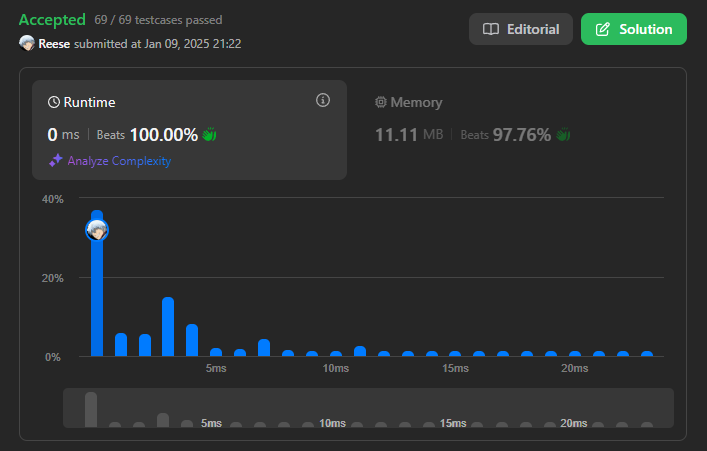 Accepted 69 / 69 testcases passed
Reese submitted at Jan 09, 2025 21:22
Editorial
Solution
Runtime
0 ms | Beats 100.00%
Analyze Complexity
Memory
11.11 MB | Beats 97.76%
40%
20%
0%
5ms 10ms 15ms 20ms
5ms 10ms 15ms 20ms